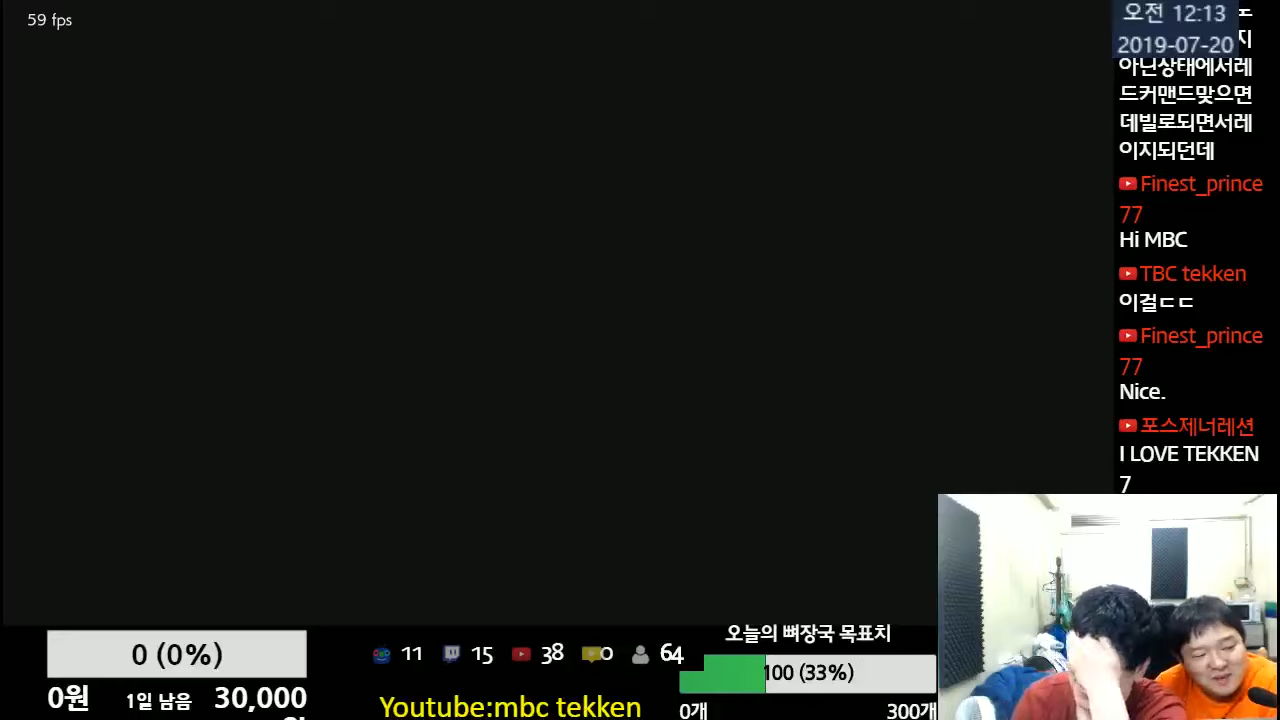 59 fps
오전 12:13
2019-07-20
지
아닌상태에서레
드커맨드맞으면
데빌로되면서레
이지되던데
Finest_prince
77
Hi MBC
TBC tekken
이걸ㄷㄷ
Finest_prince
77
Nice.
포스제너레션
I LOVE TEKKEN
7
오늘의 뼈장국 목표치
0 (0%)
11 15 38 0 64
100 (33%)
0원 1일 남음 30,000
Youtube:mbc tekken
0개 300개